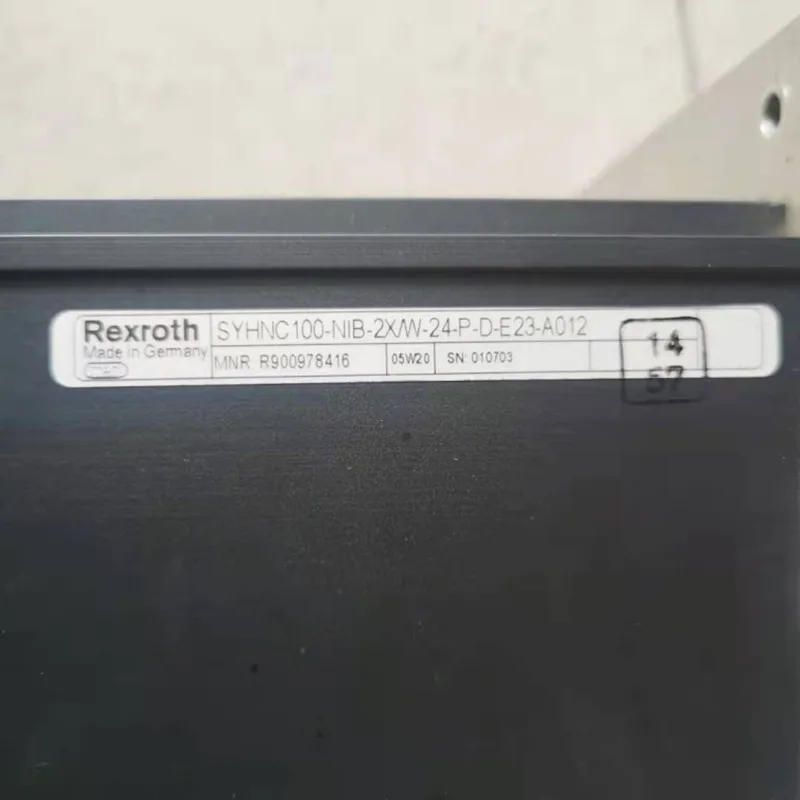 Rexroth SYHNC100-NIB-2X/W-24-P-D-E23-A012
Made in Germany MNR: R900978416 05W20 SN: 010703
14
57